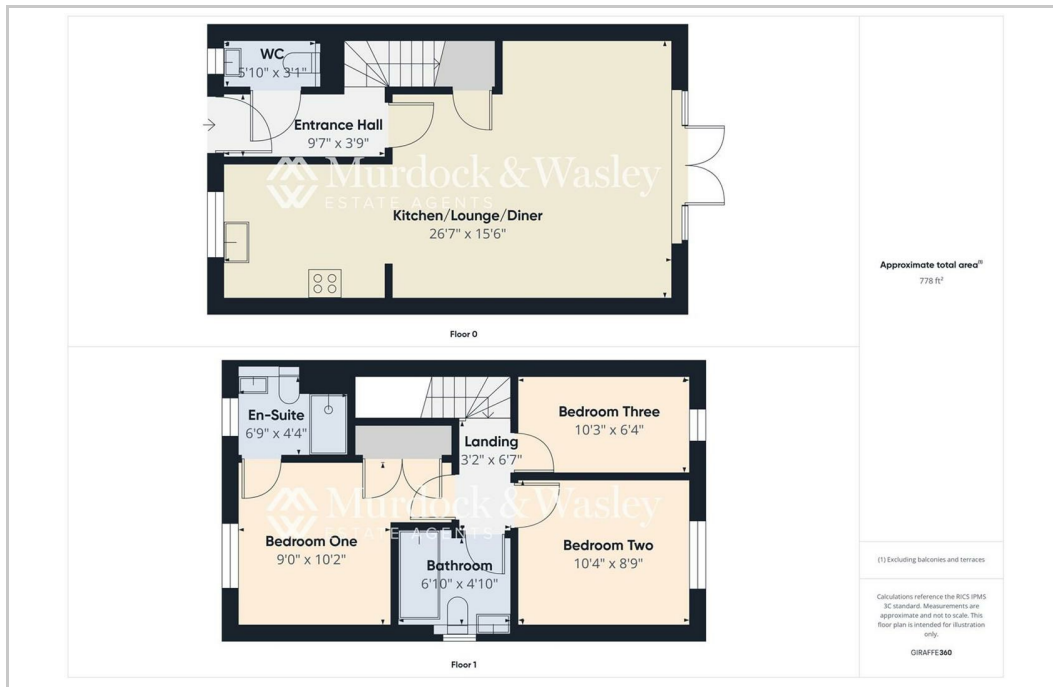 WC
5'10" x 3'1"
Entrance Hall
9'7" x 3'9"
Murdock & Wasley
ESTATE AGENTS
Kitchen/Lounge/Diner
26'7" x 15'6"
Floor 0
Approximate total area⁽¹⁾
778 ft²
En-Suite
6'9" x 4'4"
Landing
3'2" x 6'7"
Bedroom Three
10'3" x 6'4"
Murdock & Wasley
ESTATE AGENTS
Bedroom One
9'0" x 10'2"
Bathroom
6'10" x 4'10"
Bedroom Two
10'4" x 8'9"
Floor 1
(1) Excluding balconies and terraces
Calculations reference the RICS IPMS
3C standard. Measurements are
approximate and not to scale. This
floor plan is intended for illustration
only.
GIRAFFE360